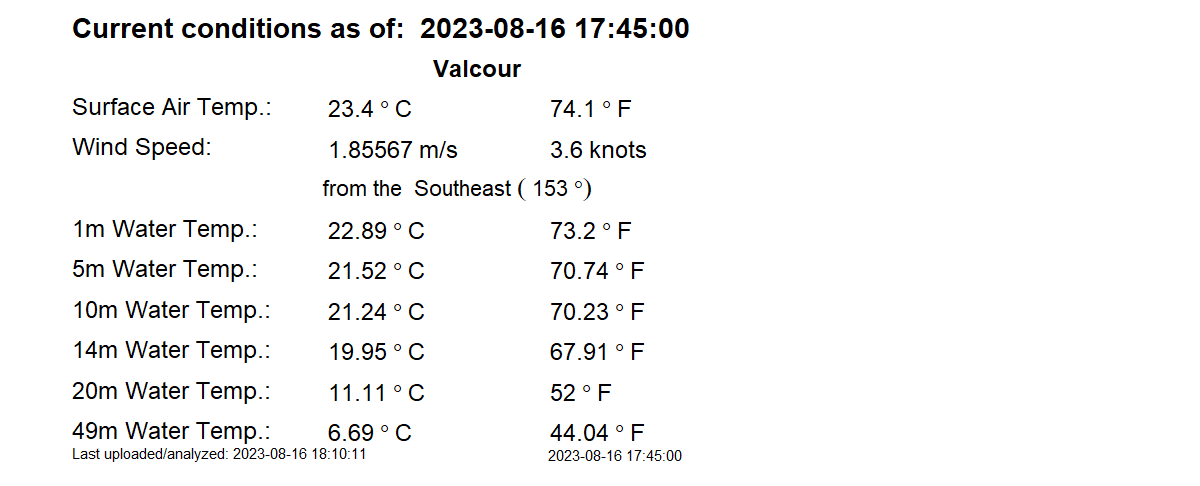 Current conditions as of:  2023-08-16 17:45:00
Valcour
Surface Air Temp.: 23.4 ° C 74.1 ° F
Wind Speed: 1.85567 m/s 3.6 knots
from the  Southeast ( 153 °)
1m Water Temp.: 22.89 ° C 73.2 ° F
5m Water Temp.: 21.52 ° C 70.74 ° F
10m Water Temp.: 21.24 ° C 70.23 ° F
14m Water Temp.: 19.95 ° C 67.91 ° F
20m Water Temp.: 11.11 ° C 52 ° F
49m Water Temp.: 6.69 ° C 44.04 ° F
Last uploaded/analyzed: 2023-08-16 18:10:11 2023-08-16 17:45:00